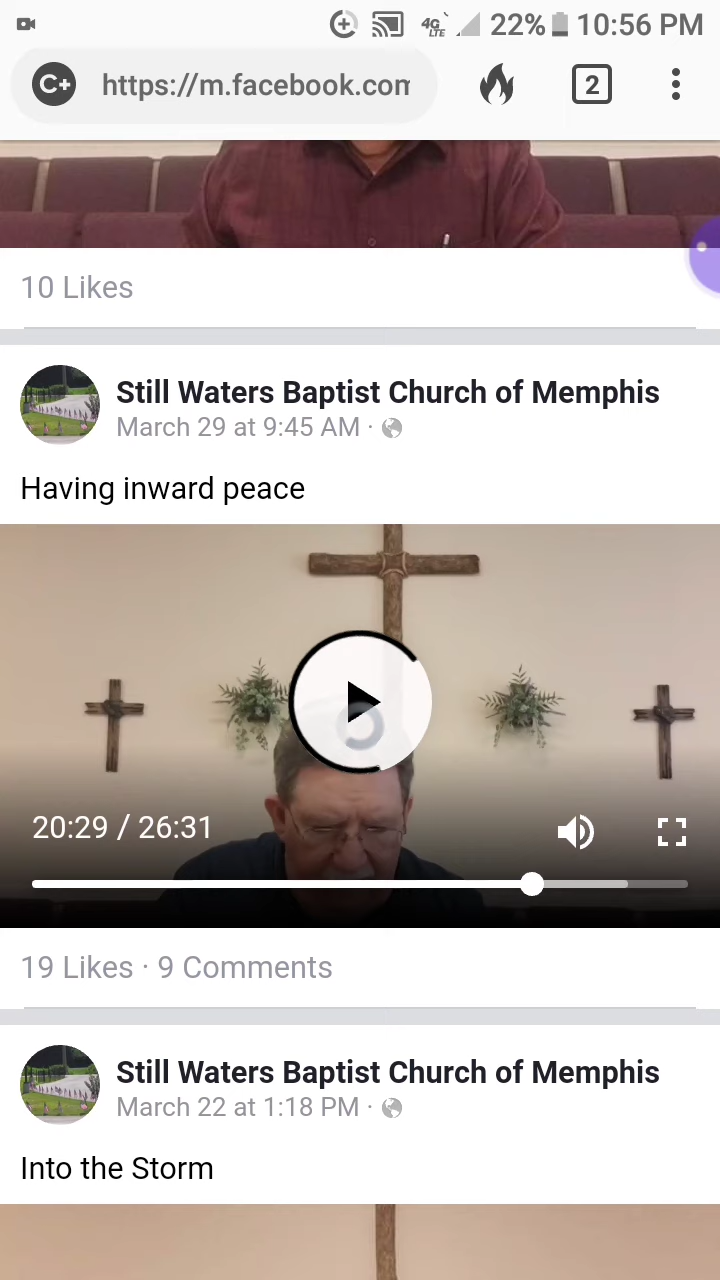 4G LTE 22% 10:56 PM
C+ https://m.facebook.com 2
10 Likes
Still Waters Baptist Church of Memphis
March 29 at 9:45 AM ·
Having inward peace
20:29 / 26:31
19 Likes · 9 Comments
Still Waters Baptist Church of Memphis
March 22 at 1:18 PM ·
Into the Storm